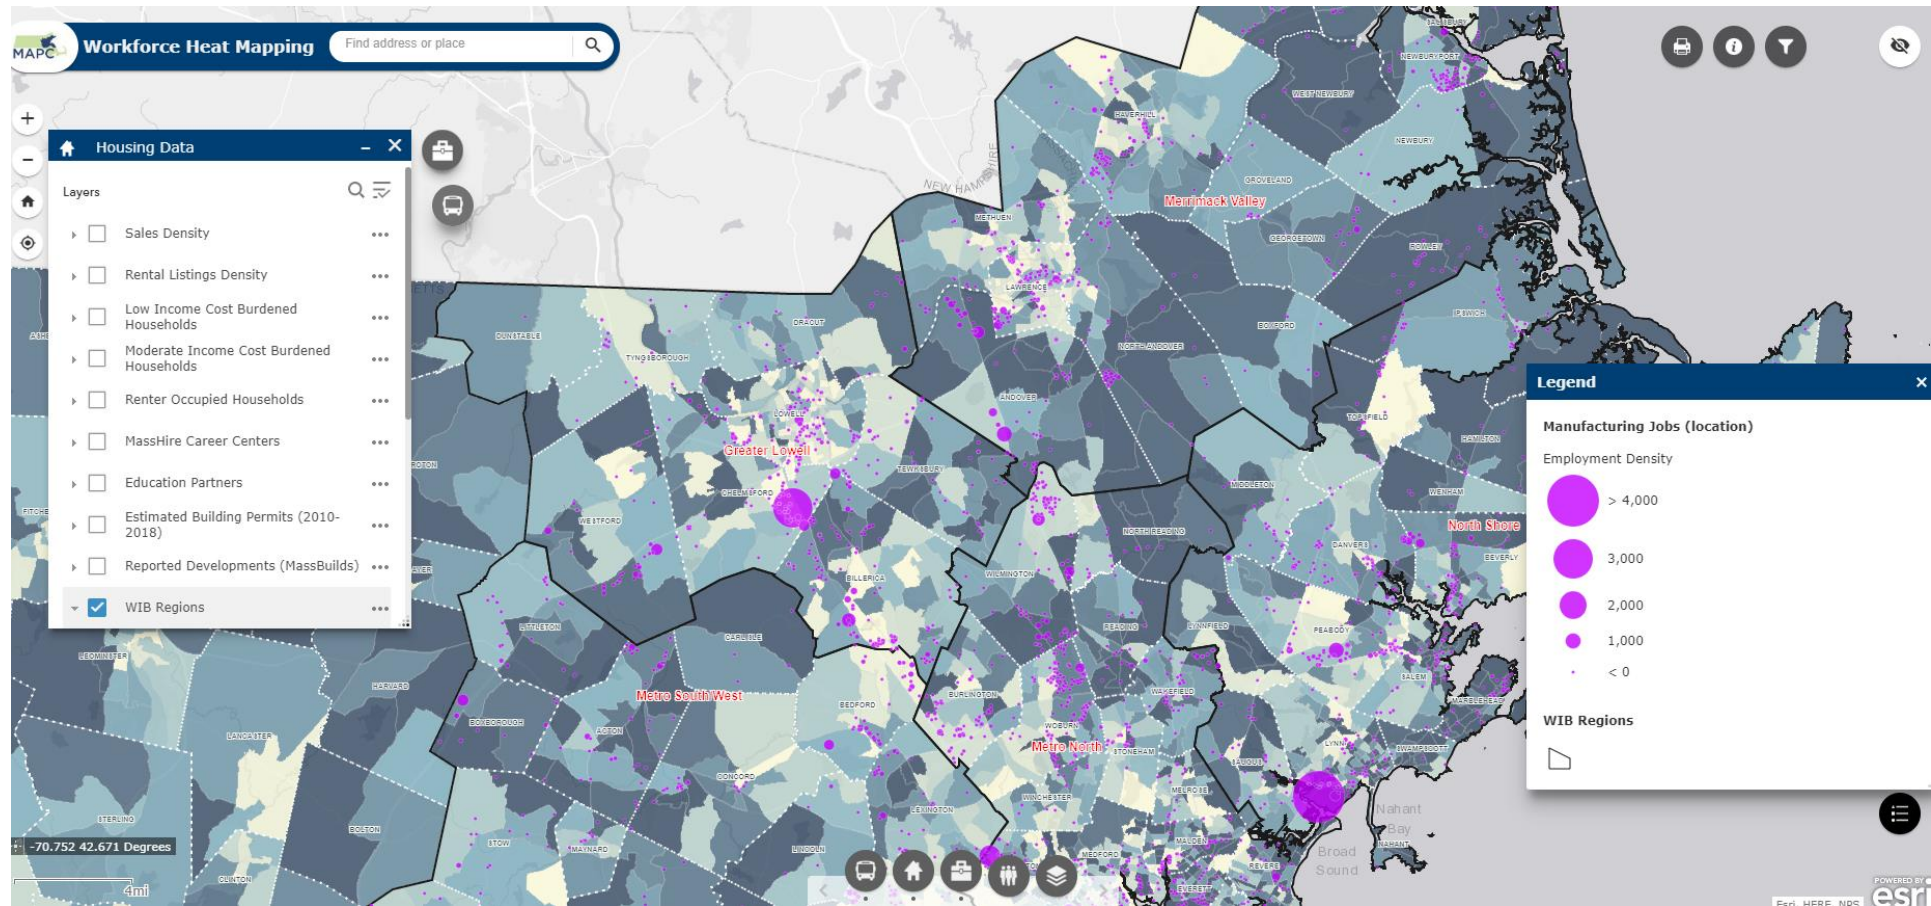 MAPC
Workforce Heat Mapping
Find address or place
Housing Data
Layers
Sales Density
Rental Listings Density
Low Income Cost Burdened
Households
Moderate Income Cost Burdened
Households
Renter Occupied Households
MassHire Career Centers
Education Partners
Estimated Building Permits (2010-
2018)
Reported Developments (MassBuilds)
WIB Regions
Legend
Manufacturing Jobs (location)
Employment Density
> 4,000
3,000
2,000
1,000
< 0
WIB Regions
SALISBURY
NEWBURYPORT
WEST NEWBURY
HAVERHILL
NEWBURY
NEW HAMPSHIRE
GROVELAND
Merrimack Valley
METHUEN
GEORGETOWN
ROWLEY
LAWRENCE
IPSWICH
DUNSTABLE
DRACUT
BOXFORD
TYNGSBOROUGH
NORTH ANDOVER
ANDOVER
LOWELL
TOPSFIELD
HAMILTON
Greater Lowell
TEWKSBURY
CHELMSFORD
MIDDLETON
WENHAM
WESTFORD
NORTH READING
North Shore
DANVERS
BEVERLY
BILLERICA
WILMINGTON
LITTLETON
CARLISLE
READING
LYNNFIELD
PEABODY
LEOMINSTER
SALEM
HARVARD
Metro South/West
BEDFORD
BURLINGTON
WAKEFIELD
MARBLEHEAD
BOXBOROUGH
ACTON
WOBURN
LANCASTER
Metro North
STONEHAM
LYNN
SWAMPSCOTT
SAUGUS
CONCORD
WINCHESTER
MELROSE
LEXINGTON
Nahant
Bay
STERLING
BOLTON
STOW
MAYNARD
LINCOLN
MEDFORD
MALDEN
REVERE
NAHANT
Broad
Sound
-70.752 42.671 Degrees
CLINTON
EVERETT
4mi
POWERED BY
esri
Esri, HERE, NPS